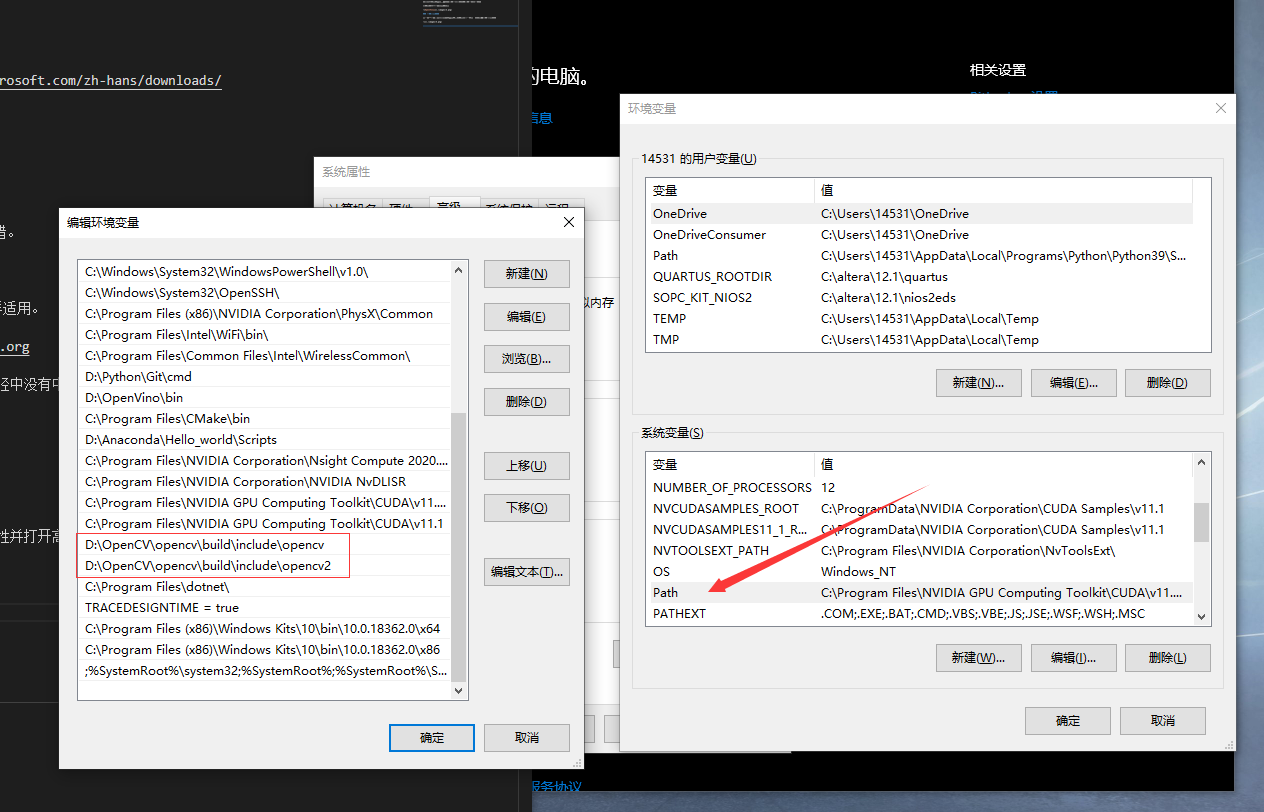 rosoft.com/zh-hans/downloads/
的电脑。
信息
相关设置
错。
适用。
.org
径中没有中
性并打开高
系统属性
计算机名
硬件
高级
系统保护
远程
内存
服务协议
编辑环境变量
C:\Windows\System32\WindowsPowerShell\v1.0\
C:\Windows\System32\OpenSSH\
C:\Program Files (x86)\NVIDIA Corporation\PhysX\Common
C:\Program Files\Intel\WiFi\bin\
C:\Program Files\Common Files\Intel\WirelessCommon\
D:\Python\Git\cmd
D:\OpenVino\bin
C:\Program Files\CMake\bin
D:\Anaconda\Hello_world\Scripts
C:\Program Files\NVIDIA Corporation\Nsight Compute 2020....
C:\Program Files\NVIDIA Corporation\NVIDIA NvDLISR
C:\Program Files\NVIDIA GPU Computing Toolkit\CUDA\v11....
C:\Program Files\NVIDIA GPU Computing Toolkit\CUDA\v11.1
D:\OpenCV\opencv\build\include\opencv
D:\OpenCV\opencv\build\include\opencv2
C:\Program Files\dotnet\
TRACEDESIGNTIME = true
C:\Program Files (x86)\Windows Kits\10\bin\10.0.18362.0\x64
C:\Program Files (x86)\Windows Kits\10\bin\10.0.18362.0\x86
;%SystemRoot%\system32;%SystemRoot%;%SystemRoot%\S...
新建(N)
编辑(E)
浏览(B)...
删除(D)
上移(U)
下移(O)
编辑文本(T)...
确定
取消
环境变量
14531 的用户变量(U)
变量 值
OneDrive C:\Users\14531\OneDrive
OneDriveConsumer C:\Users\14531\OneDrive
Path C:\Users\14531\AppData\Local\Programs\Python\Python39\S...
QUARTUS_ROOTDIR C:\altera\12.1\quartus
SOPC_KIT_NIOS2 C:\altera\12.1\nios2eds
TEMP C:\Users\14531\AppData\Local\Temp
TMP C:\Users\14531\AppData\Local\Temp
新建(N)... 编辑(E)... 删除(D)
系统变量(S)
变量 值
NUMBER_OF_PROCESSORS 12
NVCUDASAMPLES_ROOT C:\ProgramData\NVIDIA Corporation\CUDA Samples\v11.1
NVCUDASAMPLES11_1_R... C:\ProgramData\NVIDIA Corporation\CUDA Samples\v11.1
NVTOOLSEXT_PATH C:\Program Files\NVIDIA Corporation\NvToolsExt\
OS Windows_NT
Path C:\Program Files\NVIDIA GPU Computing Toolkit\CUDA\v11....
PATHEXT .COM;.EXE;.BAT;.CMD;.VBS;.VBE;.JS;.JSE;.WSF;.WSH;.MSC
新建(W)... 编辑(I)... 删除(L)
确定 取消